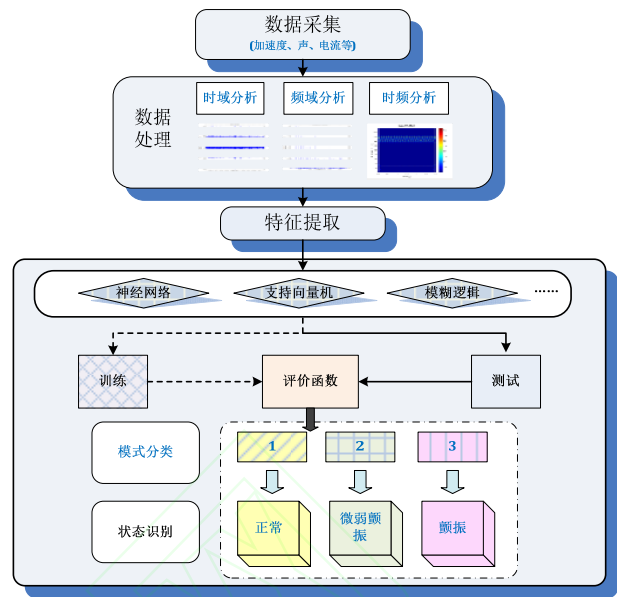 数据采集
(加速度、声、电流等)
数据
处理
时域分析
频域分析
时频分析
特征提取
神经网络
支持向量机
模糊逻辑
……
训练
评价函数
测试
模式分类
1
2
3
状态识别
正常
微弱颤
振
颤振